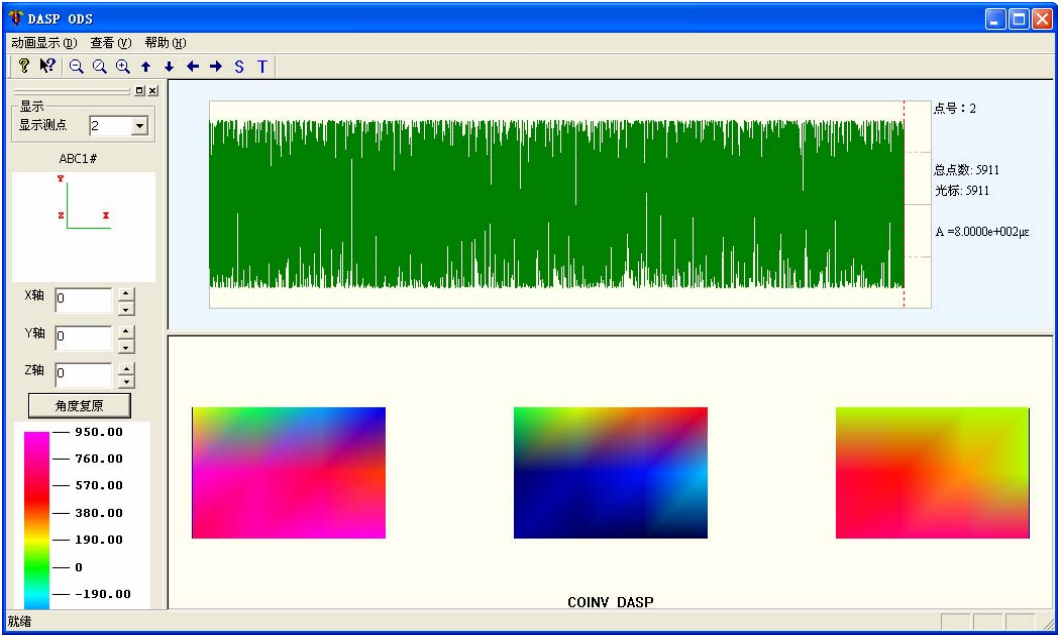 DASP ODS
动画显示(D) 查看(V) 帮助(H)
S T
显示
显示测点 2
ABC1#
Y
Z X
X轴 0
Y轴 0
Z轴 0
角度复原
950.00
760.00
570.00
380.00
190.00
0
-190.00
点号：2
总点数: 5911
光标: 5911
A =8.0000e+002με
COINV DASP
就绪